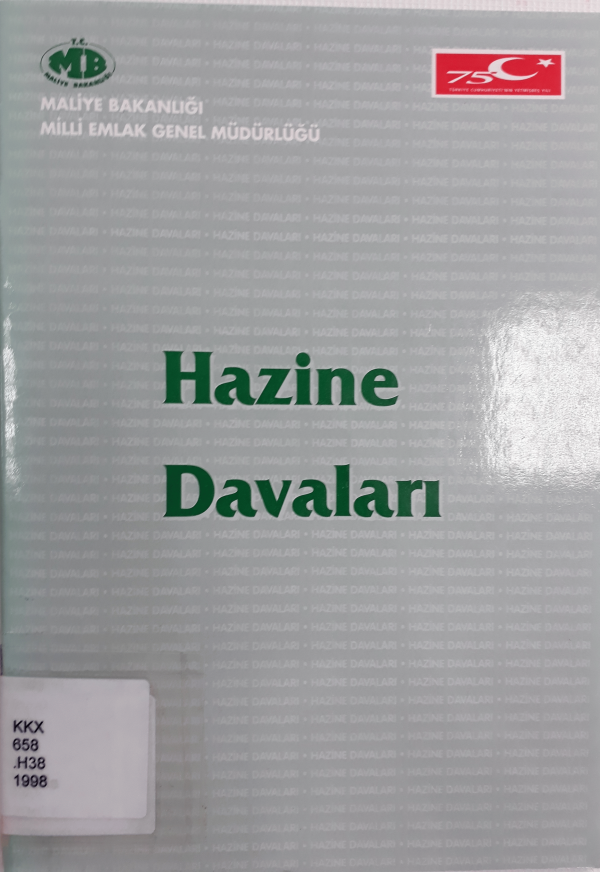 T.C.
MB
MALİYE BAKANLIĞI
MALİYE BAKANLIĞI
MİLLİ EMLAK GENEL MÜDÜRLÜĞÜ
75
Hazine
Davaları
KKX
658
.H38
1998